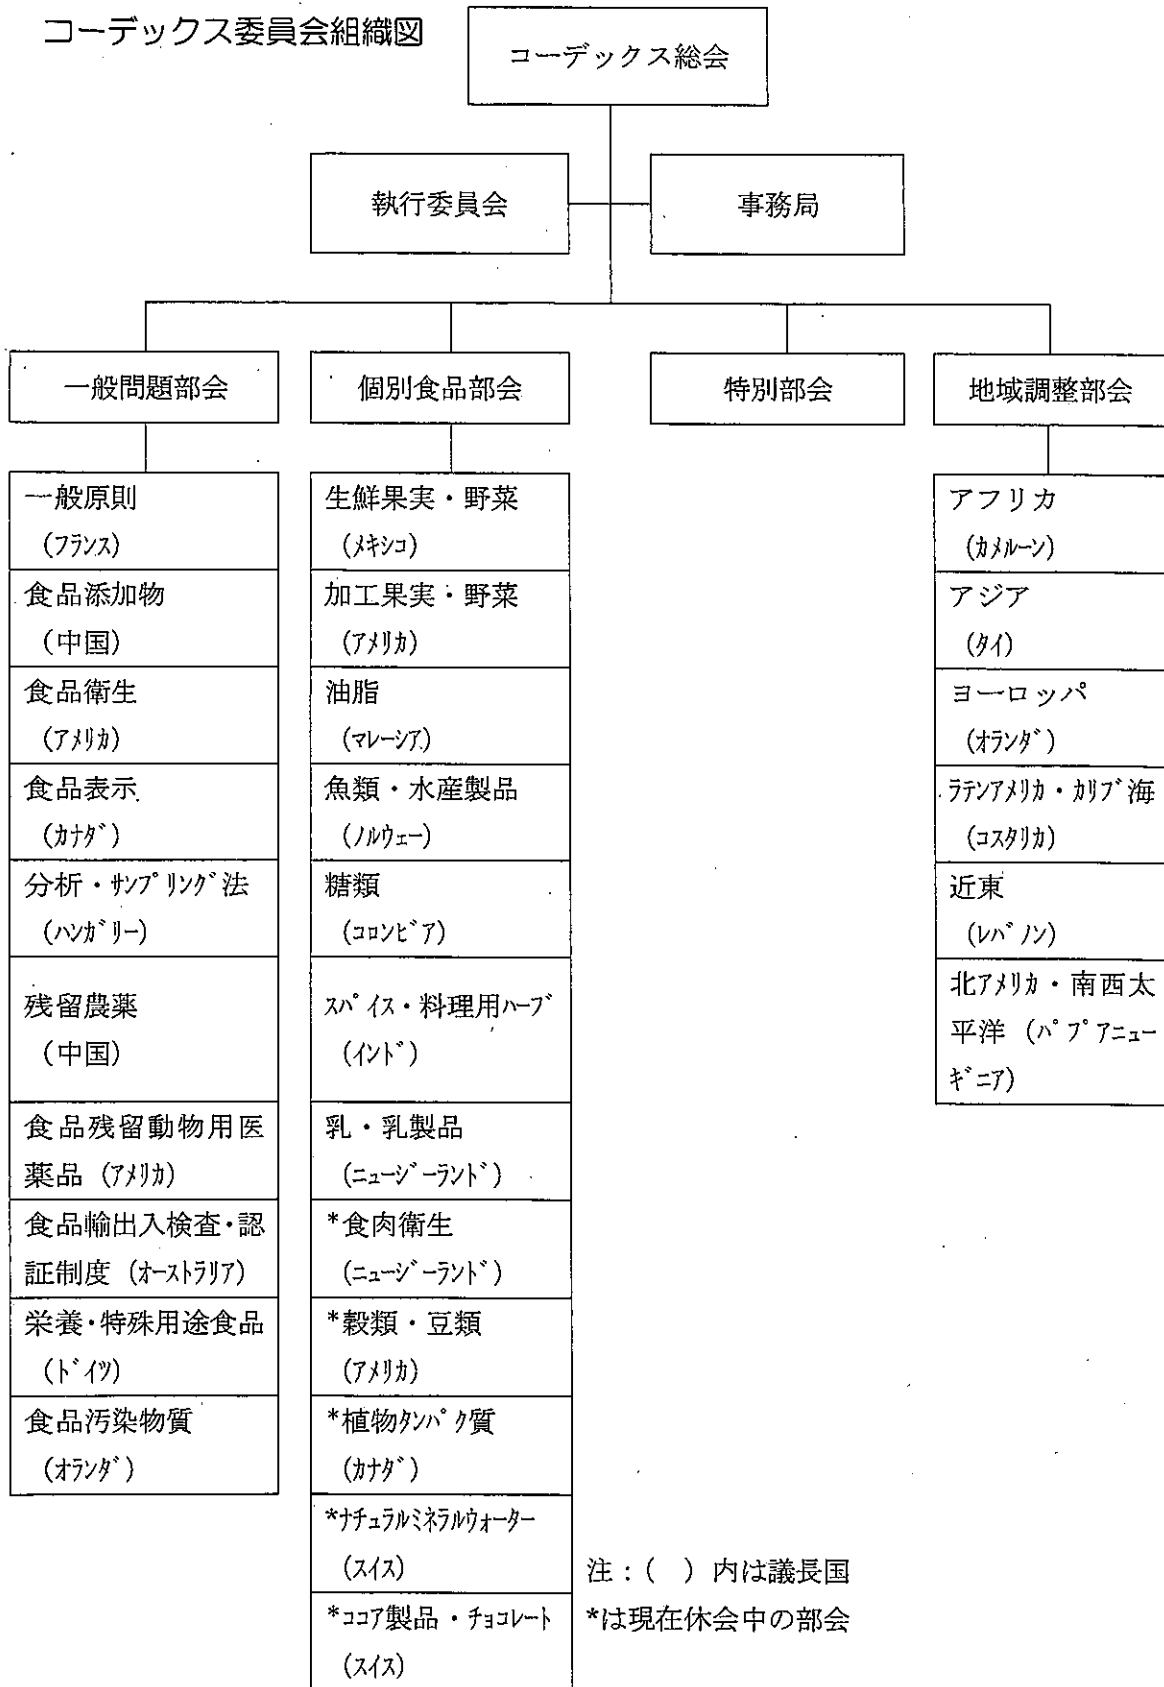 コーデックス委員会組織図
コーデックス総会
執行委員会
事務局
一般問題部会
個別食品部会
特別部会
地域調整部会
一般原則
(フランス)
食品添加物
(中国)
食品衛生
(アメリカ)
食品表示
(カナダ)
分析・サンプリング法
(ハンガリー)
残留農薬
(中国)
食品残留動物用医
薬品 (アメリカ)
食品輸出入検査・認
証制度 (オーストラリア)
栄養・特殊用途食品
(ドイツ)
食品汚染物質
(オランダ)
生鮮果実・野菜
(メキシコ)
加工果実・野菜
(アメリカ)
油脂
(マレーシア)
魚類・水産製品
(ノルウェー)
糖類
(コロンビア)
スパイス・料理用ハーブ
(インド)
乳・乳製品
(ニュージーランド)
*食肉衛生
(ニュージーランド)
*穀類・豆類
(アメリカ)
*植物タンパク質
(カナダ)
*ナチュラルミネラルウォーター
(スイス)
*ココア製品・チョコレート
(スイス)
アフリカ
(カメルーン)
アジア
(タイ)
ヨーロッパ
(オランダ)
ラテンアメリカ・カリブ海
(コスタリカ)
近東
(レバノン)
北アメリカ・南西太
平洋 (パプアニュー
ギニア)
注：(　) 内は議長国
*は現在休会中の部会